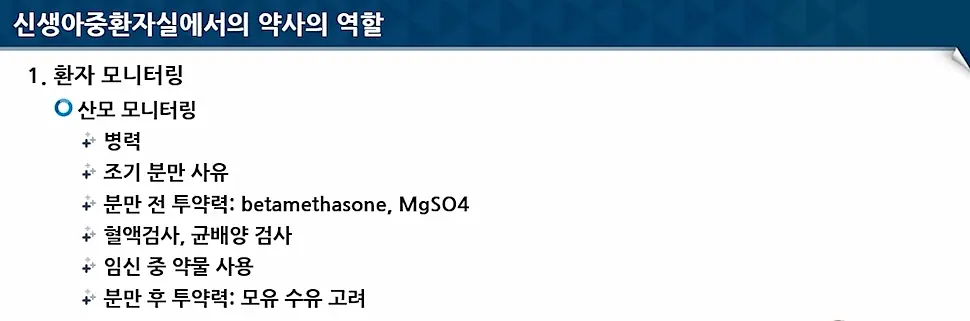 신생아중환자실에서의 약사의 역할
1. 환자 모니터링
산모 모니터링
병력
조기 분만 사유
분만 전 투약력: betamethasone, MgSO4
혈액검사, 균배양 검사
임신 중 약물 사용
분만 후 투약력: 모유 수유 고려